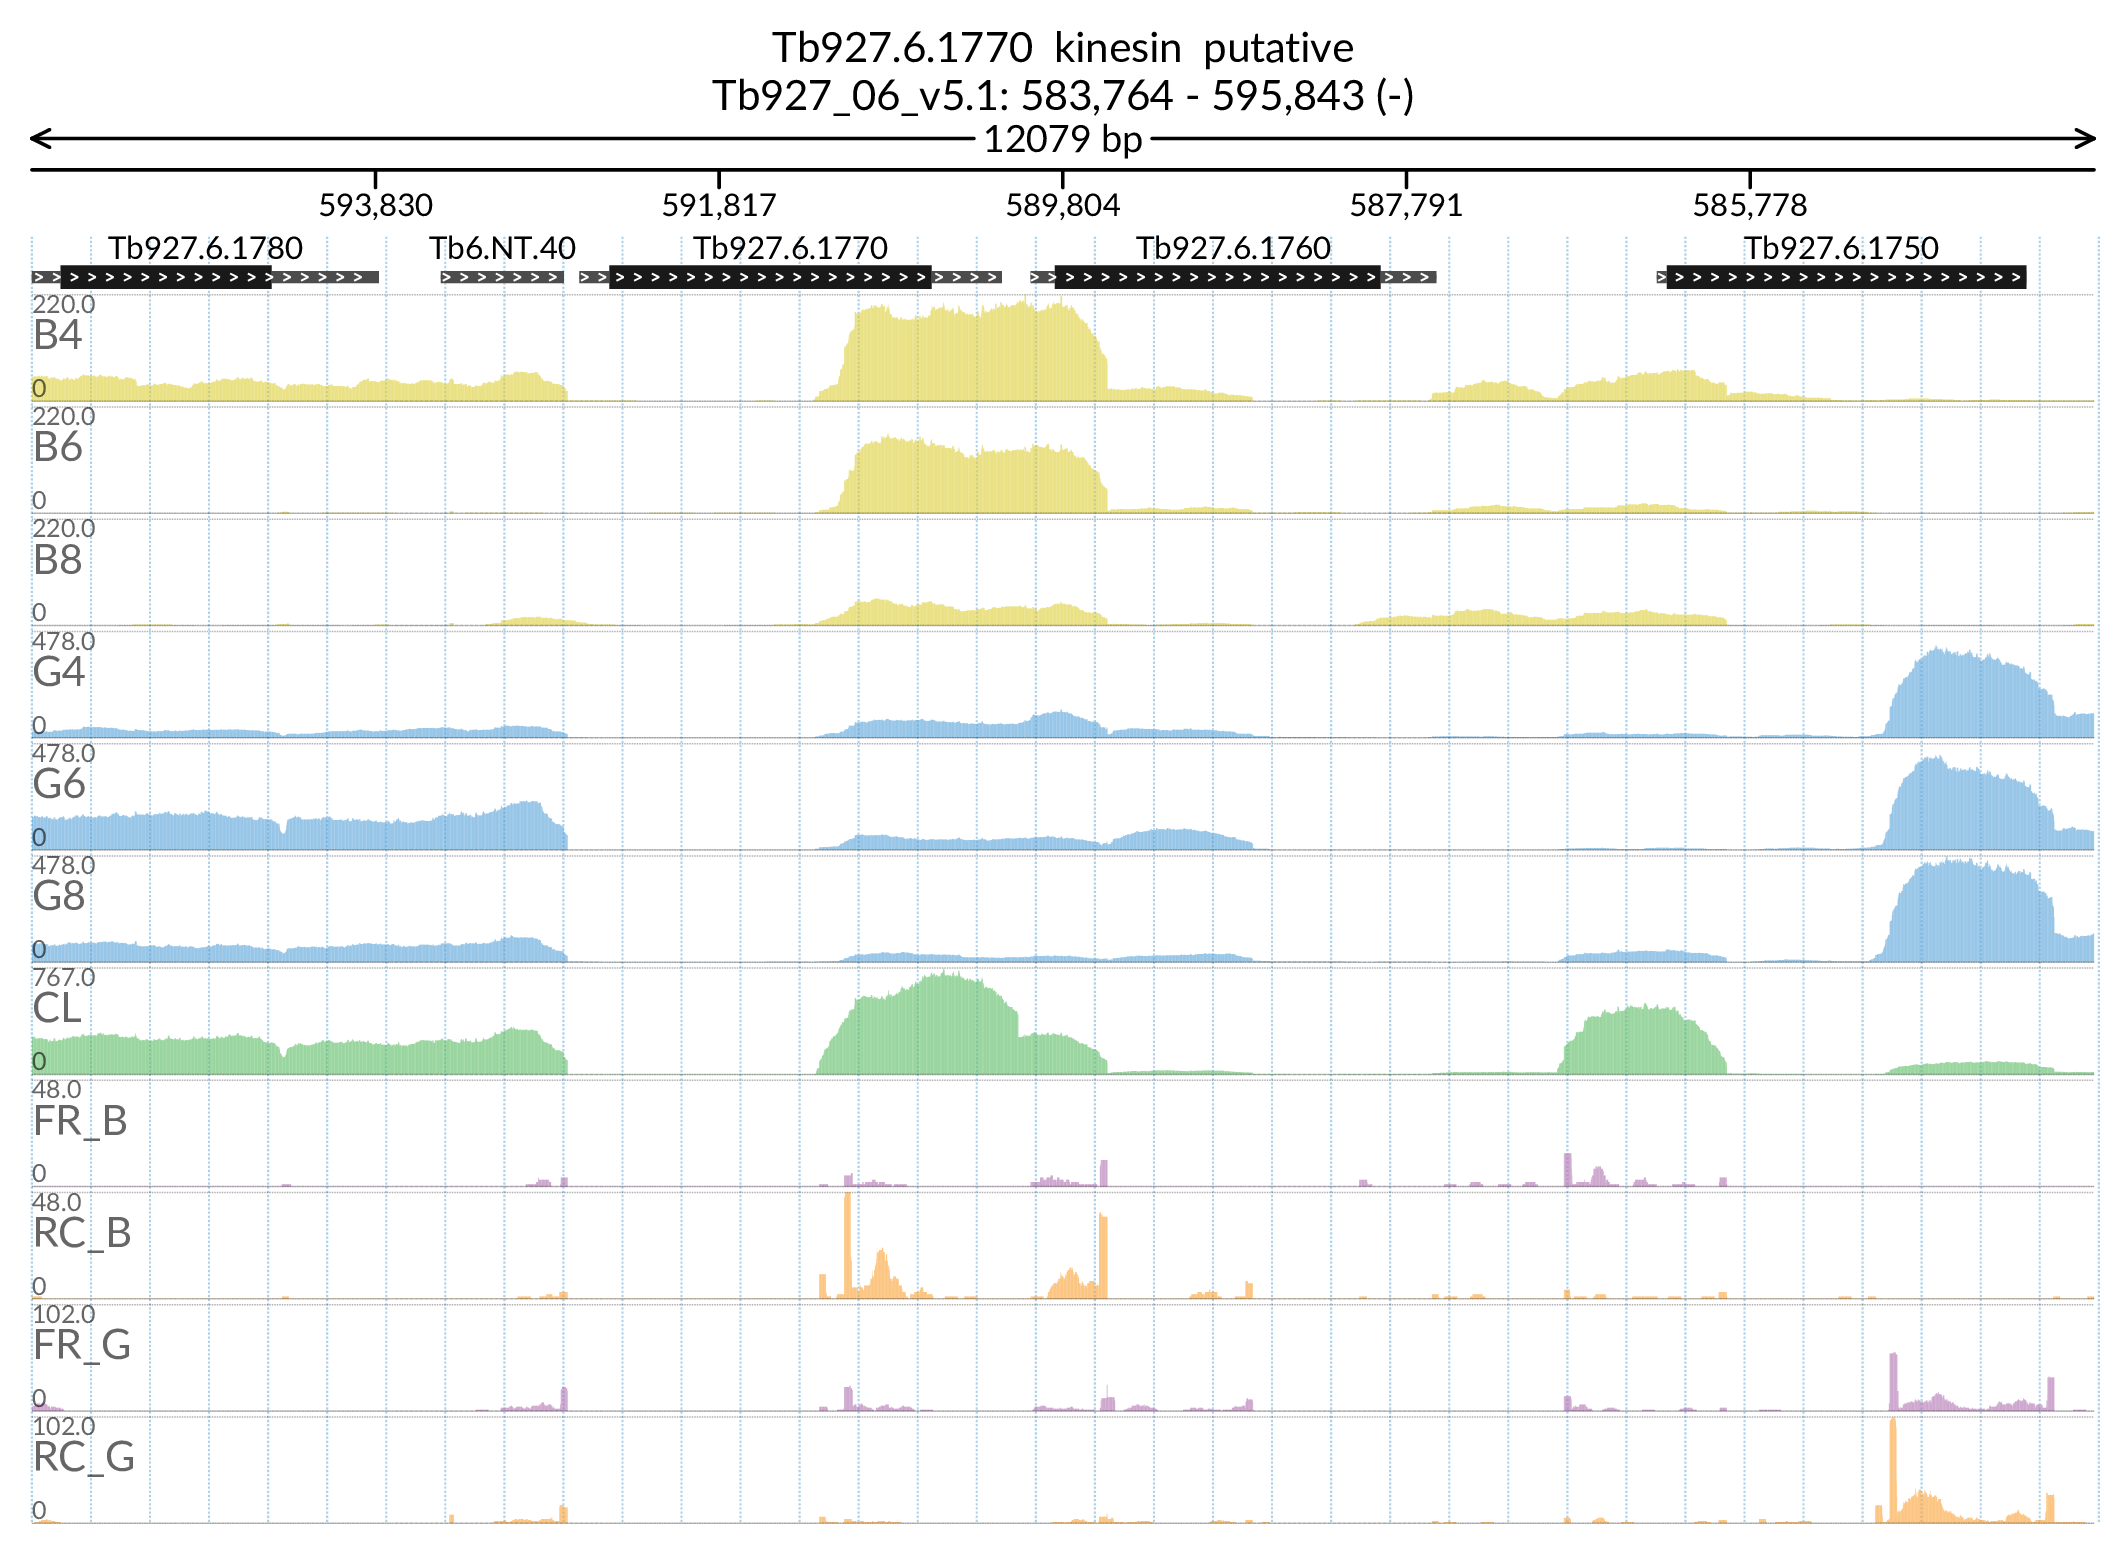 Tb927.6.1770 kinesin putative
Tb927_06_v5.1: 583,764 - 595,843 (-)
12079 bp
593,830 591,817 589,804 587,791 585,778
Tb927.6.1780 Tb6.NT.40 Tb927.6.1770 Tb927.6.1760 Tb927.6.1750
220.0
B4
0
220.0
B6
0
220.0
B8
0
478.0
G4
0
478.0
G6
0
478.0
G8
0
767.0
CL
0
48.0
FR_B
0
48.0
RC_B
0
102.0
FR_G
0
102.0
RC_G
0